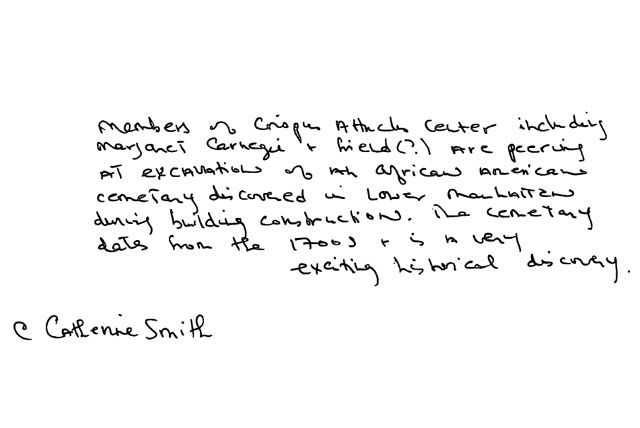 members of Crispus Attucks Center including
Margaret Carnegie + friend(?) are peering
AT excavation of an African American
cemetary discovered in Lower Manhattan
during building construction. The cemetary
dates from the 1700s + is a very
exciting historical discovery.
C Catherine Smith